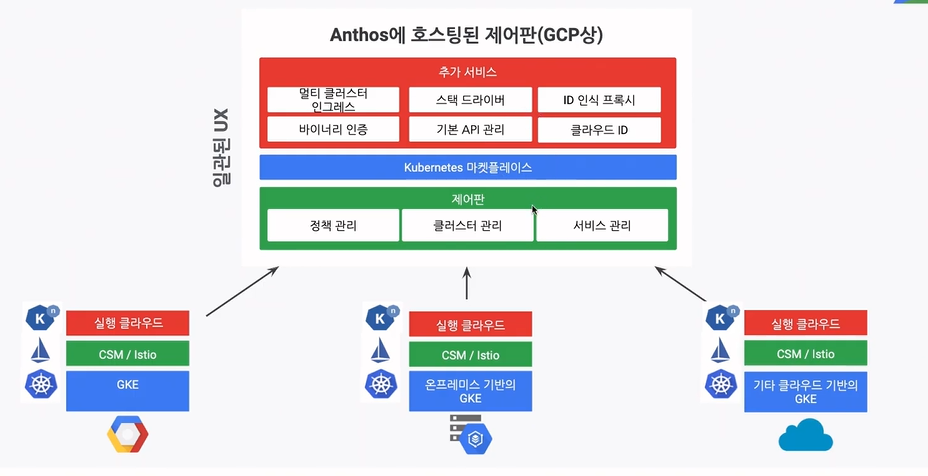 Anthos에 호스팅된 제어판(GCP상)
일관된 UX
추가 서비스
멀티 클러스터
인그레스
스택 드라이버
ID 인식 프록시
바이너리 인증
기본 API 관리
클라우드 ID
Kubernetes 마켓플레이스
제어판
정책 관리
클러스터 관리
서비스 관리
K n
실행 클라우드
CSM / Istio
GKE
K n
실행 클라우드
CSM / Istio
온프레미스 기반의
GKE
K n
실행 클라우드
CSM / Istio
기타 클라우드 기반의
GKE